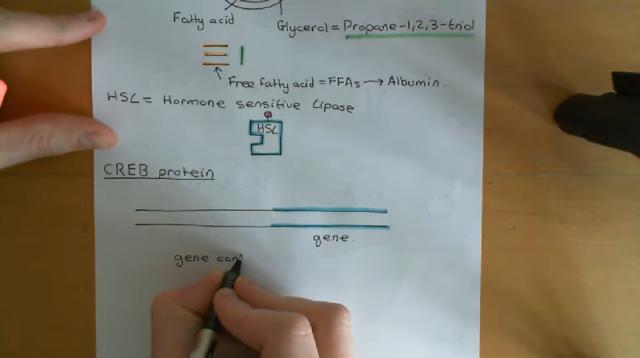 Fatty acid
Glycerol = Propane-1,2,3-triol
Free fatty acid = FFAs → Albumin.
HSL = Hormone sensitive Lipase
HSL
CREB protein
gene.
gene con